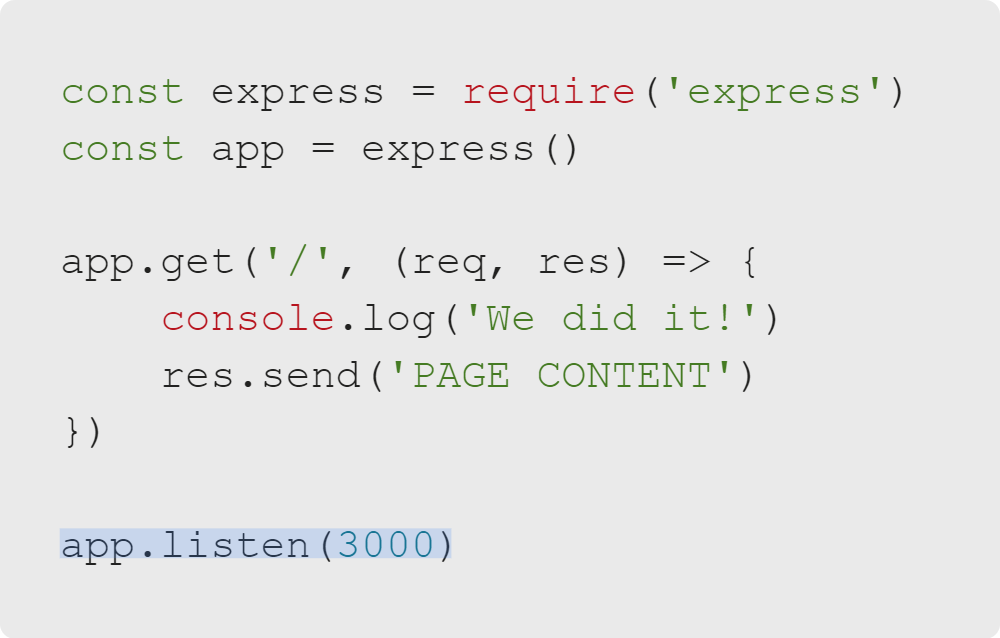 const express = require('express')
const app = express()

app.get('/', (req, res) => {
    console.log('We did it!')
    res.send('PAGE CONTENT')
})

app.listen(3000)